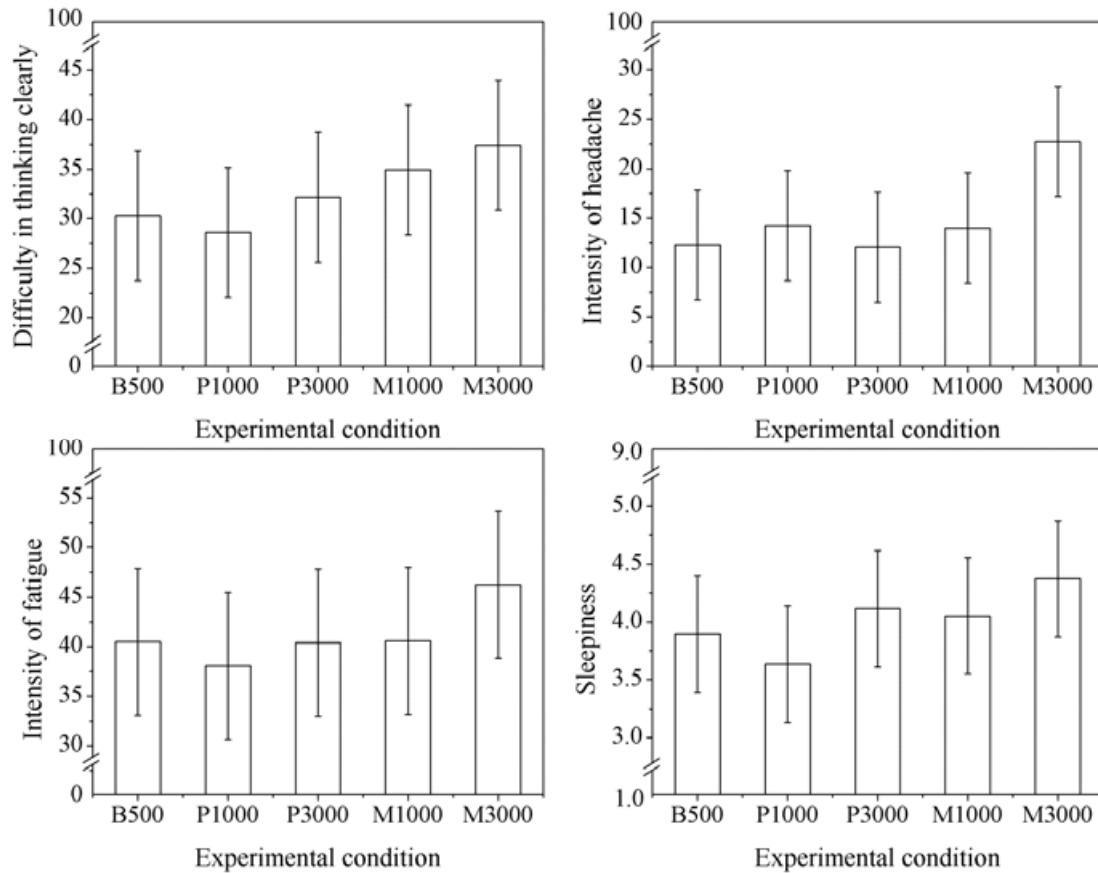 Difficulty in thinking clearly
100
45
40
35
30
25
20
0
B500 P1000 P3000 M1000 M3000
Experimental condition
Intensity of headache
100
30
25
20
15
10
5
0
B500 P1000 P3000 M1000 M3000
Experimental condition
Intensity of fatigue
100
55
50
45
40
35
30
0
B500 P1000 P3000 M1000 M3000
Experimental condition
Sleepiness
9.0
5.0
4.5
4.0
3.5
3.0
1.0
B500 P1000 P3000 M1000 M3000
Experimental condition